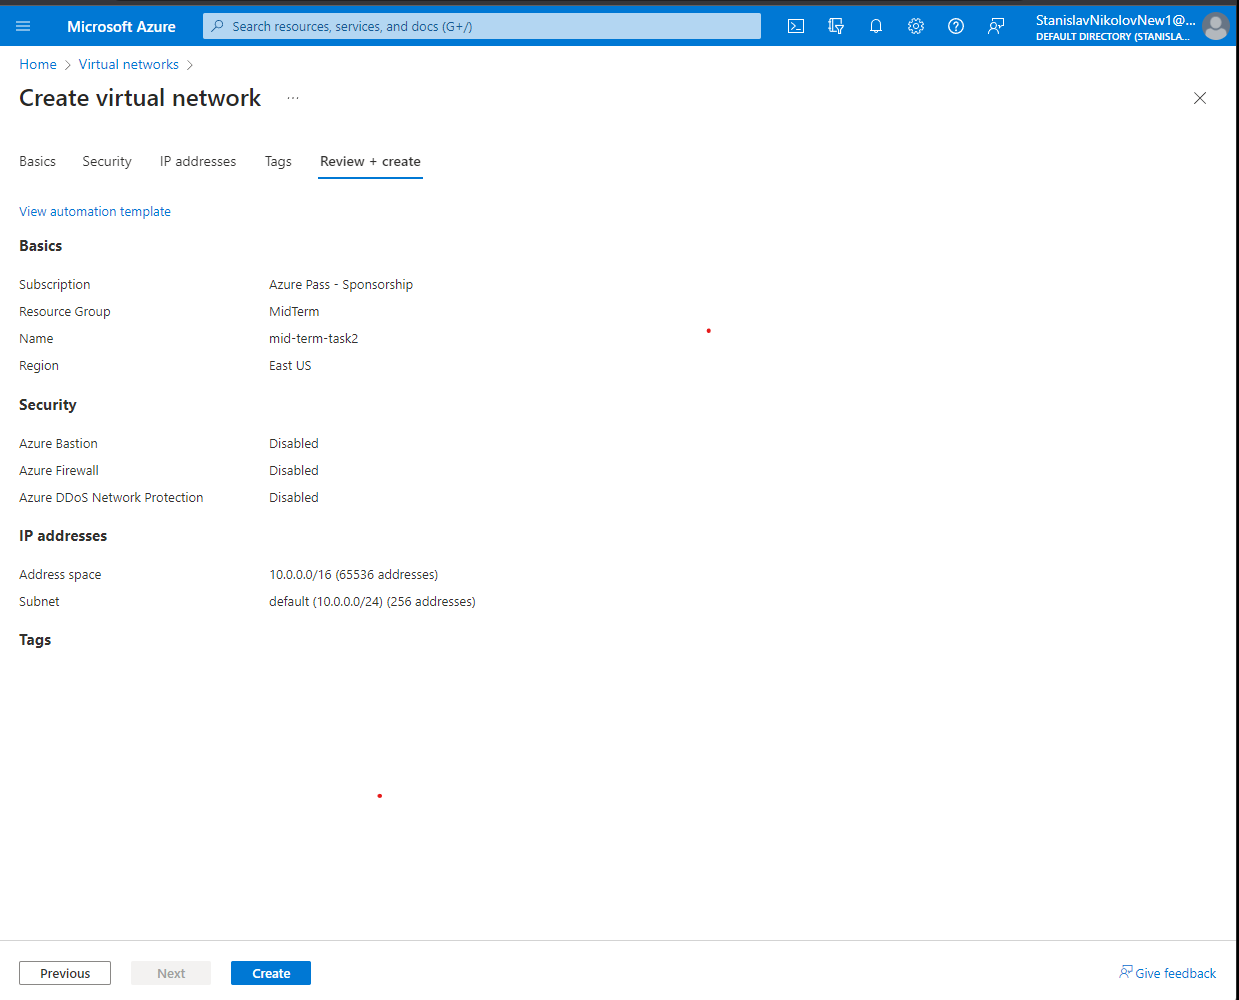 Microsoft Azure
Search resources, services, and docs (G+/)
StanislavNikolovNew1@...
DEFAULT DIRECTORY (STANISLA...
Home > Virtual networks >
Create virtual network ...
Basics Security IP addresses Tags Review + create
View automation template
Basics
Subscription Azure Pass - Sponsorship
Resource Group MidTerm
Name mid-term-task2
Region East US
Security
Azure Bastion Disabled
Azure Firewall Disabled
Azure DDoS Network Protection Disabled
IP addresses
Address space 10.0.0.0/16 (65536 addresses)
Subnet default (10.0.0.0/24) (256 addresses)
Tags
Previous Next Create Give feedback